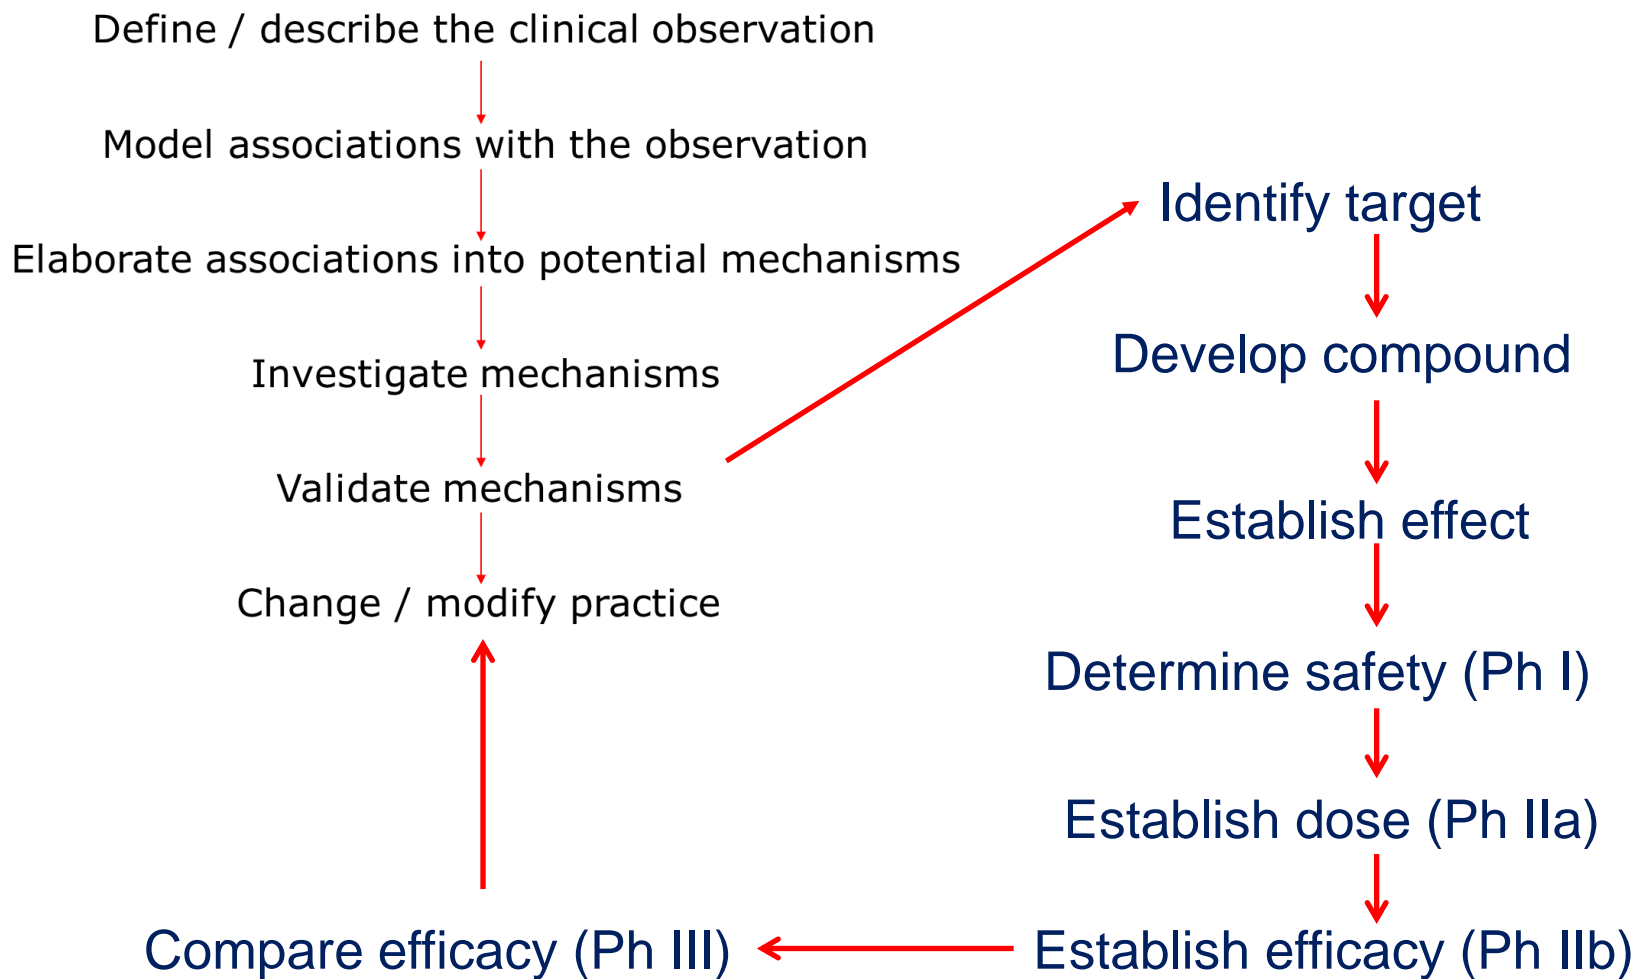 Define / describe the clinical observation
Model associations with the observation
Elaborate associations into potential mechanisms
Investigate mechanisms
Validate mechanisms
Change / modify practice
Identify target
Develop compound
Establish effect
Determine safety (Ph I)
Establish dose (Ph IIa)
Establish efficacy (Ph IIb)
Compare efficacy (Ph III)